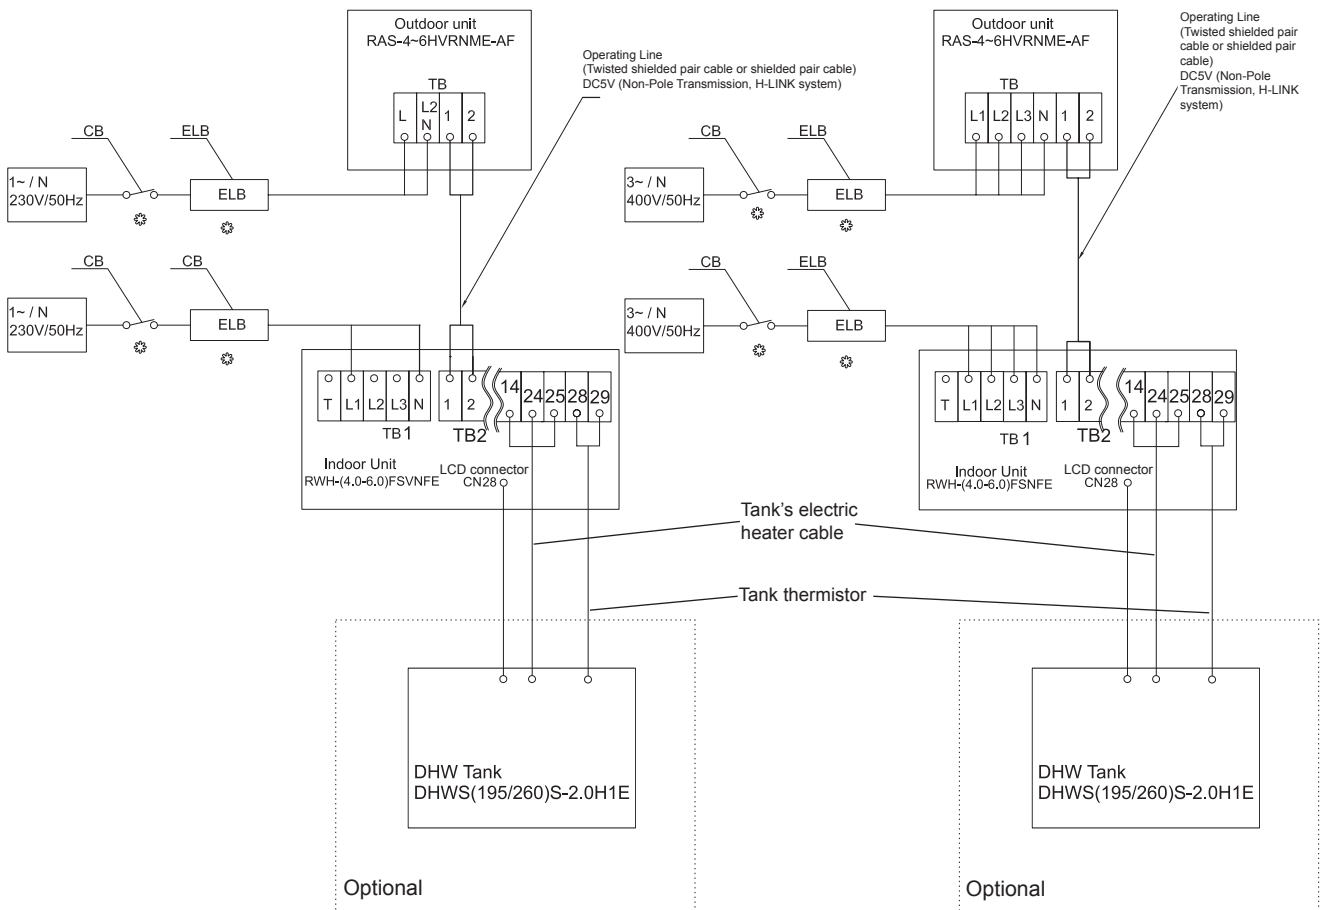 Outdoor unit
RAS-4~6HVRNME-AF
TB
L
L2
N
1
2
Operating Line
(Twisted shielded pair cable or shielded pair cable)
DC5V (Non-Pole Transmission, H-LINK system)
CB
ELB
1~ / N
230V/50Hz
ELB
CB
CB
1~ / N
230V/50Hz
ELB
T
L1
L2
L3
N
1
2
14
24
25
28
29
TB 1
TB2
Indoor Unit
RWH-(4.0-6.0)FSVNFE
LCD connector
CN28
Outdoor unit
RAS-4~6HVRNME-AF
TB
L1
L2
L3
N
1
2
Operating Line
(Twisted shielded pair
cable or shielded pair
cable)
DC5V (Non-Pole
Transmission, H-LINK
system)
CB
ELB
3~ / N
400V/50Hz
ELB
CB
ELB
3~ / N
400V/50Hz
ELB
T
L1
L2
L3
N
1
2
14
24
25
28
29
TB 1
TB2
Indoor Unit
RWH-(4.0-6.0)FSNFE
LCD connector
CN28
Tank's electric
heater cable
Tank thermistor
DHW Tank
DHWS(195/260)S-2.0H1E
Optional
DHW Tank
DHWS(195/260)S-2.0H1E
Optional